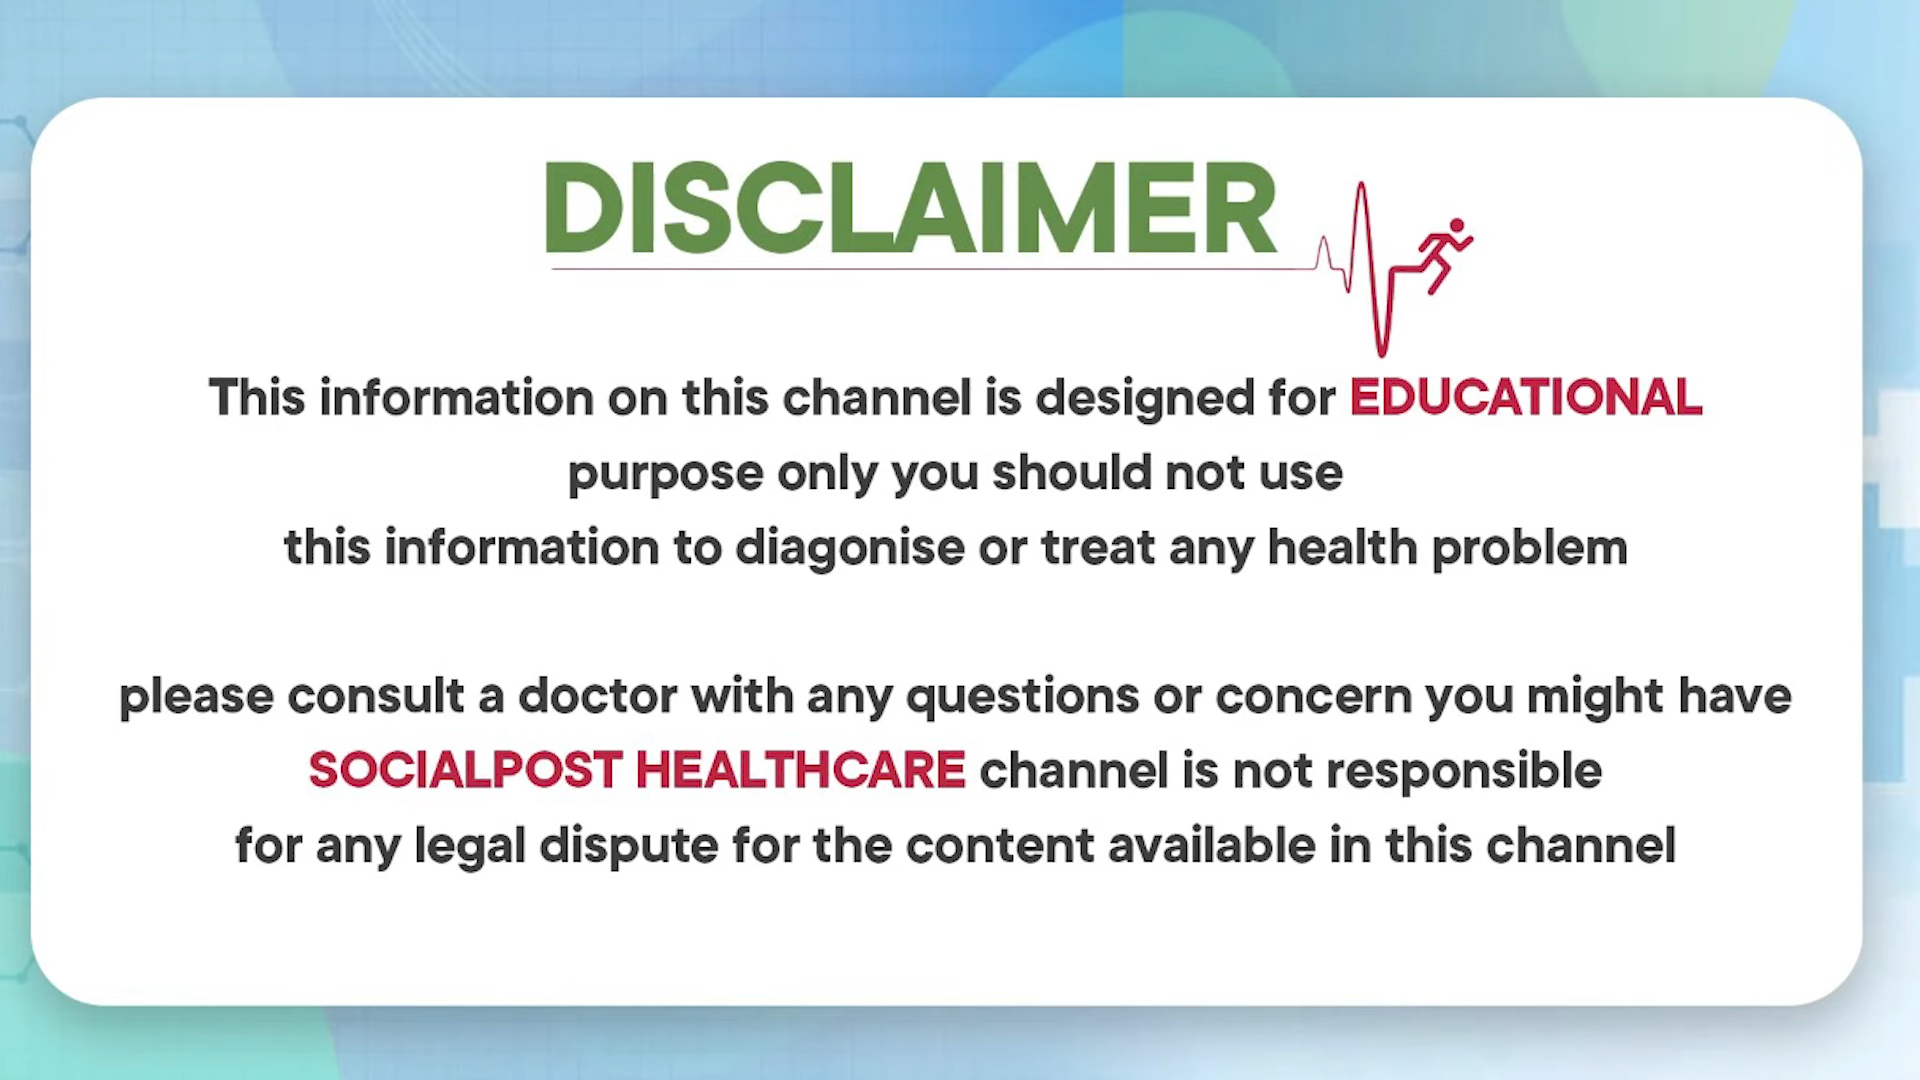 DISCLAIMER
This information on this channel is designed for EDUCATIONAL
purpose only you should not use
this information to diagonise or treat any health problem
please consult a doctor with any questions or concern you might have
SOCIALPOST HEALTHCARE channel is not responsible
for any legal dispute for the content available in this channel